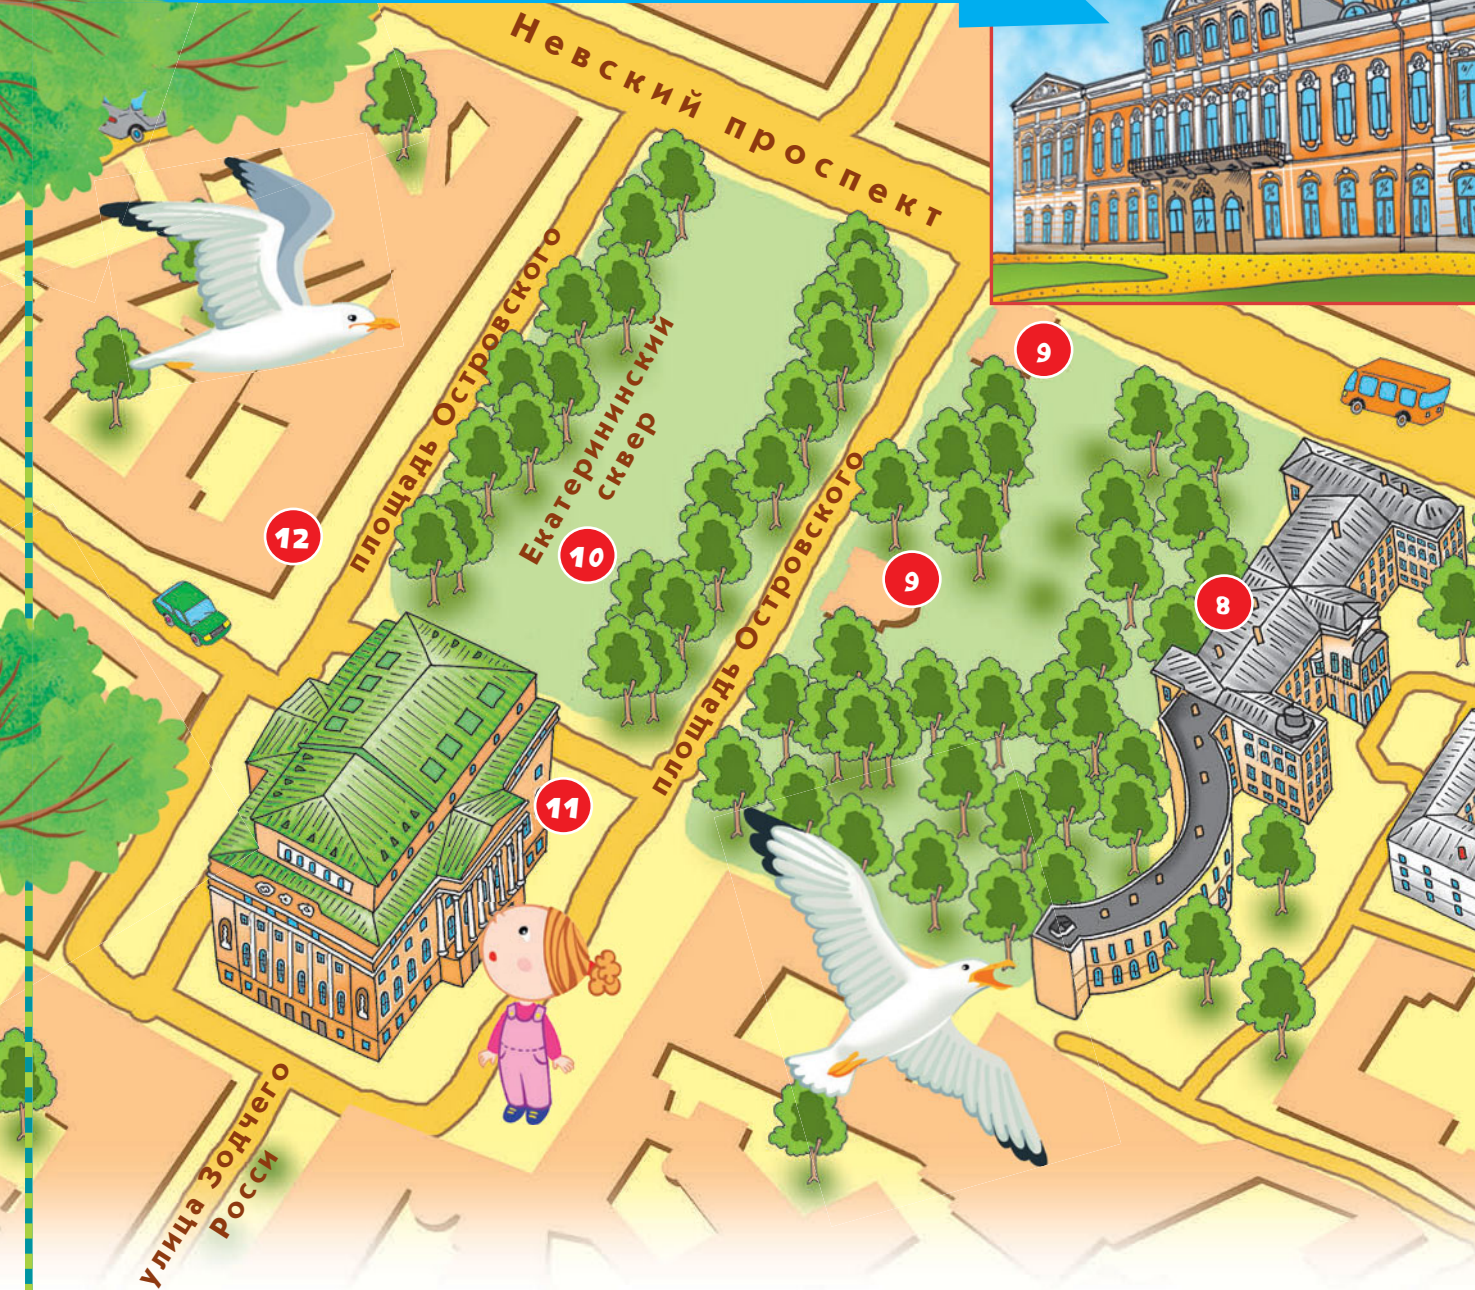 Невский проспект
площадь Островского
Екатерининский
сквер
площадь Островского
9
12
10
9
8
11
улица Зодчего
Росси